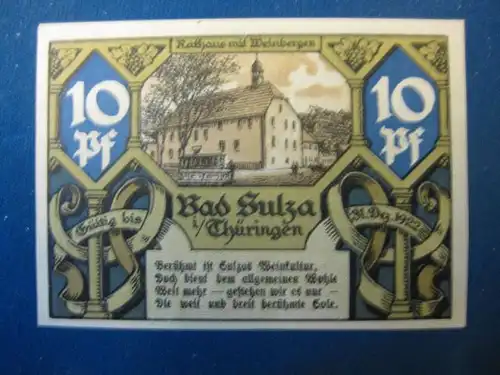 Rathaus mit Weinbergen
10
Pf
10
Pf
Bad Sulza
i/Thüringen
Gültig bis
31. Dez. 1922
Berühmt ist Sulzas Weinkultur,
Doch dient dem allgemeinen Wohle
Weit mehr — gestehen wir es nur —
Die weit und breit berühmte Sole.